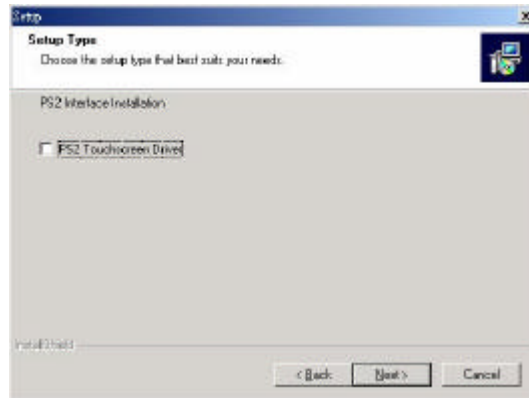 Setup
Setup Type
Choose the setup type that best suits your needs.
PS2 Interface Installation
PS2 Touchscreen Driver
InstallShield
< Back
Next >
Cancel